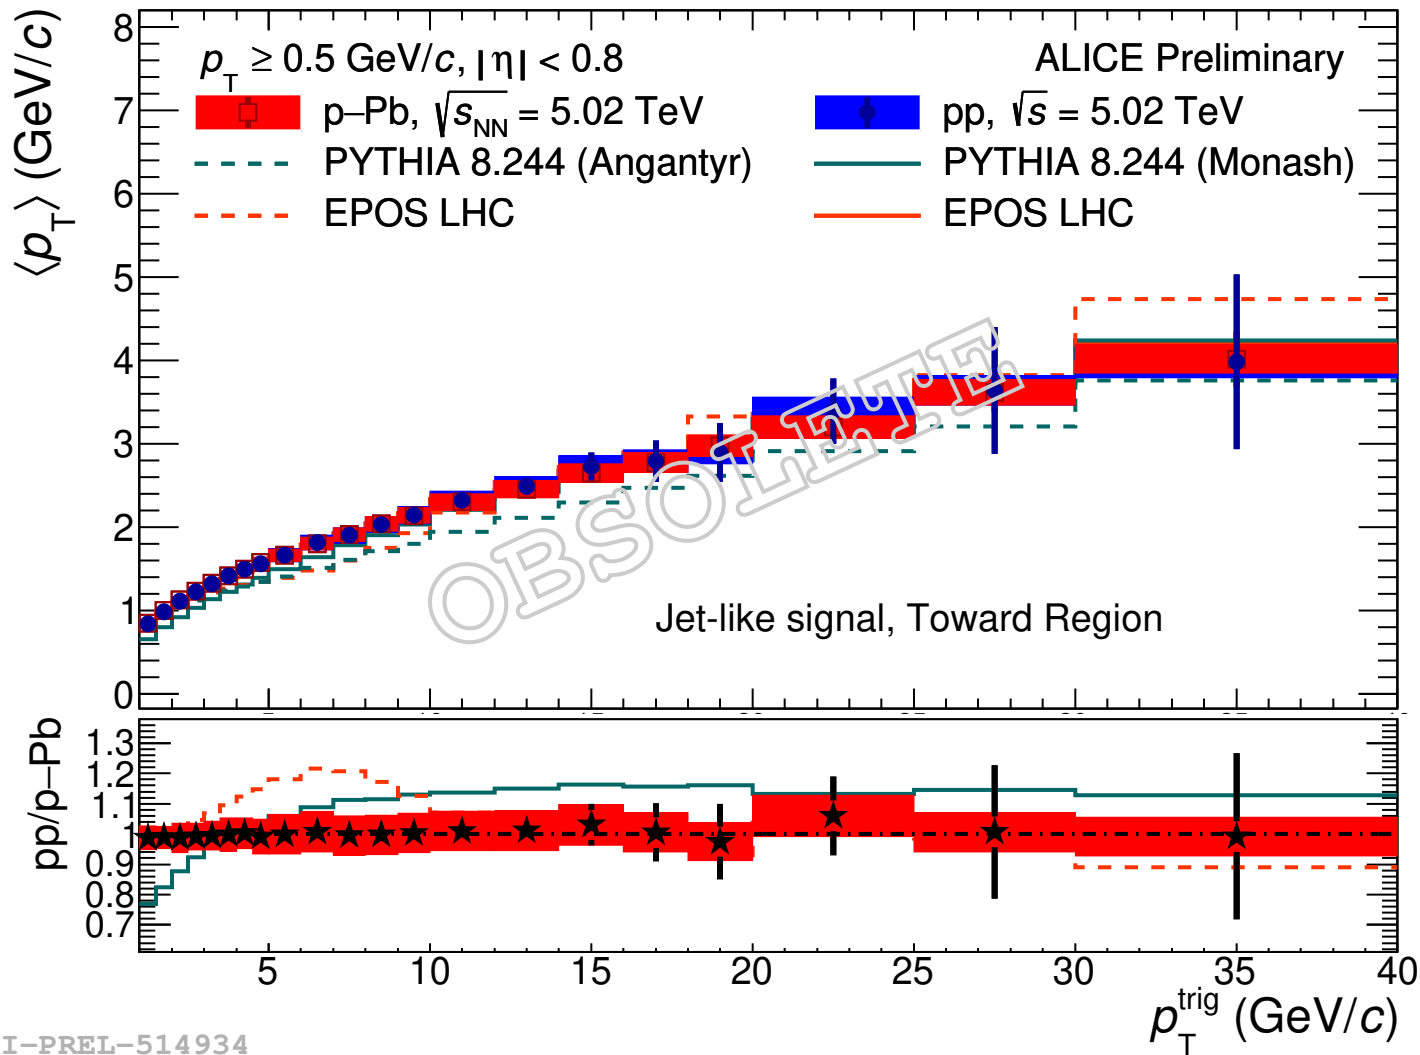 ⟨p_T⟩ (GeV/c)
8
7
6
5
4
3
2
1
0
p_T ≥ 0.5 GeV/c, |η| < 0.8
ALICE Preliminary
p–Pb, √s_NN = 5.02 TeV
pp, √s = 5.02 TeV
PYTHIA 8.244 (Angantyr)
PYTHIA 8.244 (Monash)
EPOS LHC
EPOS LHC
OBSOLETE
Jet-like signal, Toward Region
pp/p–Pb
1.3
1.2
1.1
1
0.9
0.8
0.7
5 10 15 20 25 30 35 40
p_T^trig (GeV/c)
I-PREL-514934